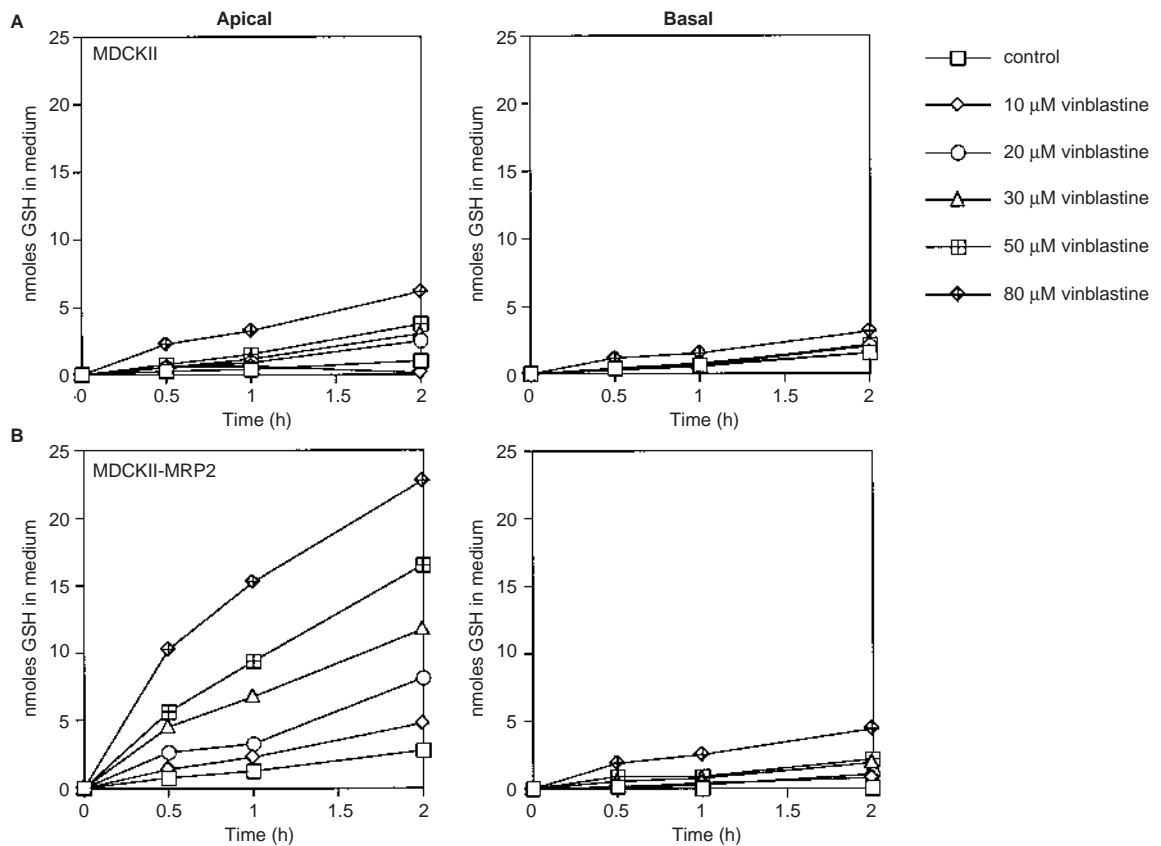 A
Apical
Basal
MDCKII
nmoles GSH in medium
25
20
15
10
5
0
0
0.5
1
1.5
2
Time (h)
nmoles GSH in medium
25
20
15
10
5
0
0
0.5
1
1.5
2
Time (h)
control
10 μM vinblastine
20 μM vinblastine
30 μM vinblastine
50 μM vinblastine
80 μM vinblastine
B
MDCKII-MRP2
nmoles GSH in medium
25
20
15
10
5
0
0
0.5
1
1.5
2
Time (h)
nmoles GSH in medium
25
20
15
10
5
0
0
0.5
1
1.5
2
Time (h)